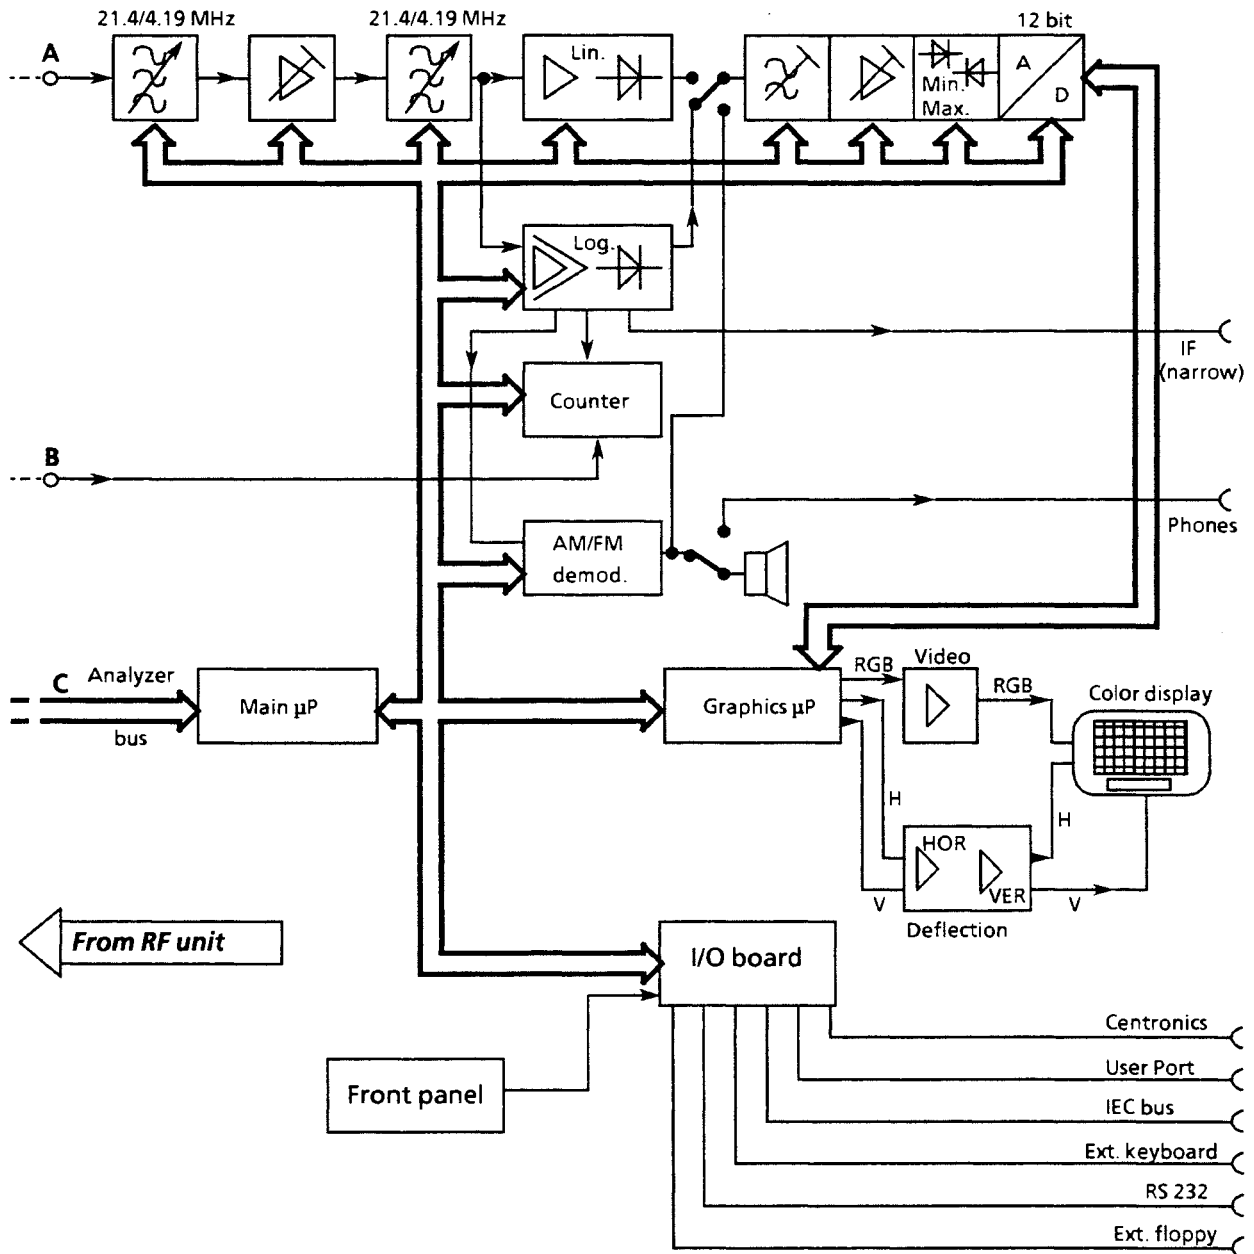 21.4/4.19 MHz
21.4/4.19 MHz
12 bit
A
Lin.
Min.
Max.
A
D
Log.
IF
(narrow)
Counter
B
Phones
AM/FM
demod.
C
Analyzer
bus
Main µP
Graphics µP
RGB
Video
RGB
Color display
H
H
HOR
VER
V
V
Deflection
From RF unit
I/O board
Front panel
Centronics
User Port
IEC bus
Ext. keyboard
RS 232
Ext. floppy